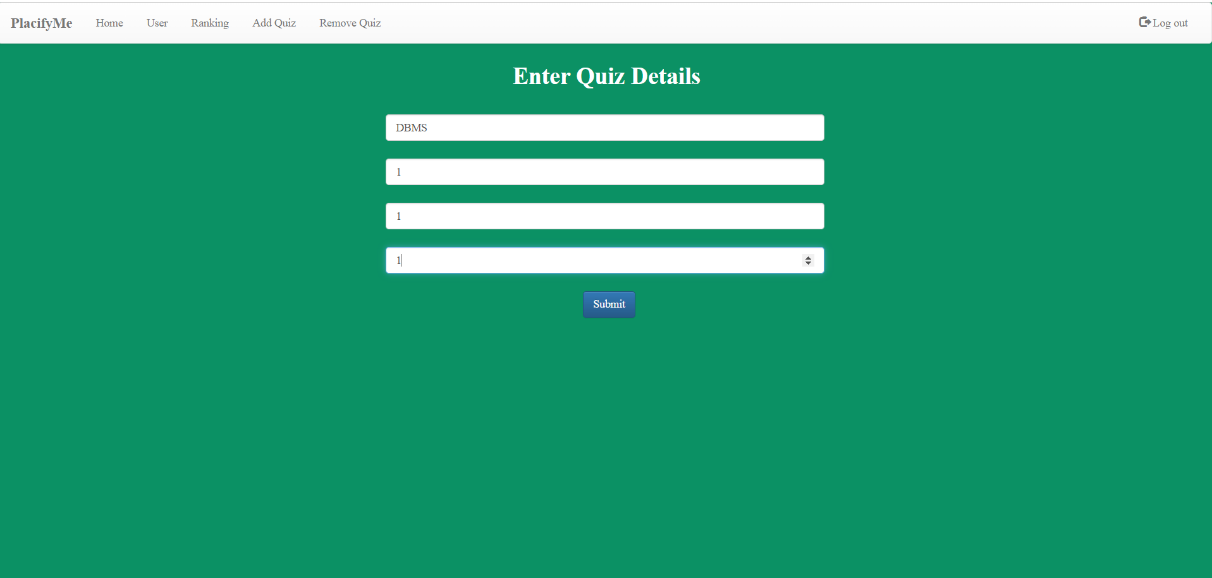 PlacifyMe Home User Ranking Add Quiz Remove Quiz Log out
Enter Quiz Details
DBMS
1
1
1
Submit